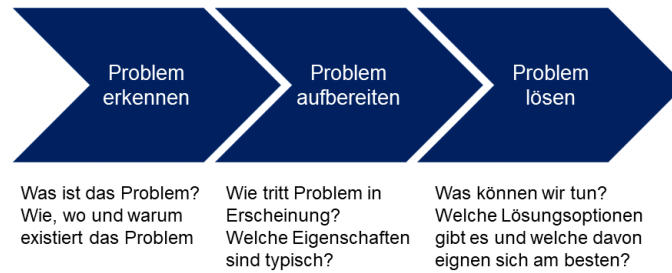 Problem
erkennen
Problem
aufbereiten
Problem
lösen
Was ist das Problem?
Wie, wo und warum
existiert das Problem
Wie tritt Problem in
Erscheinung?
Welche Eigenschaften
sind typisch?
Was können wir tun?
Welche Lösungsoptionen
gibt es und welche davon
eignen sich am besten?